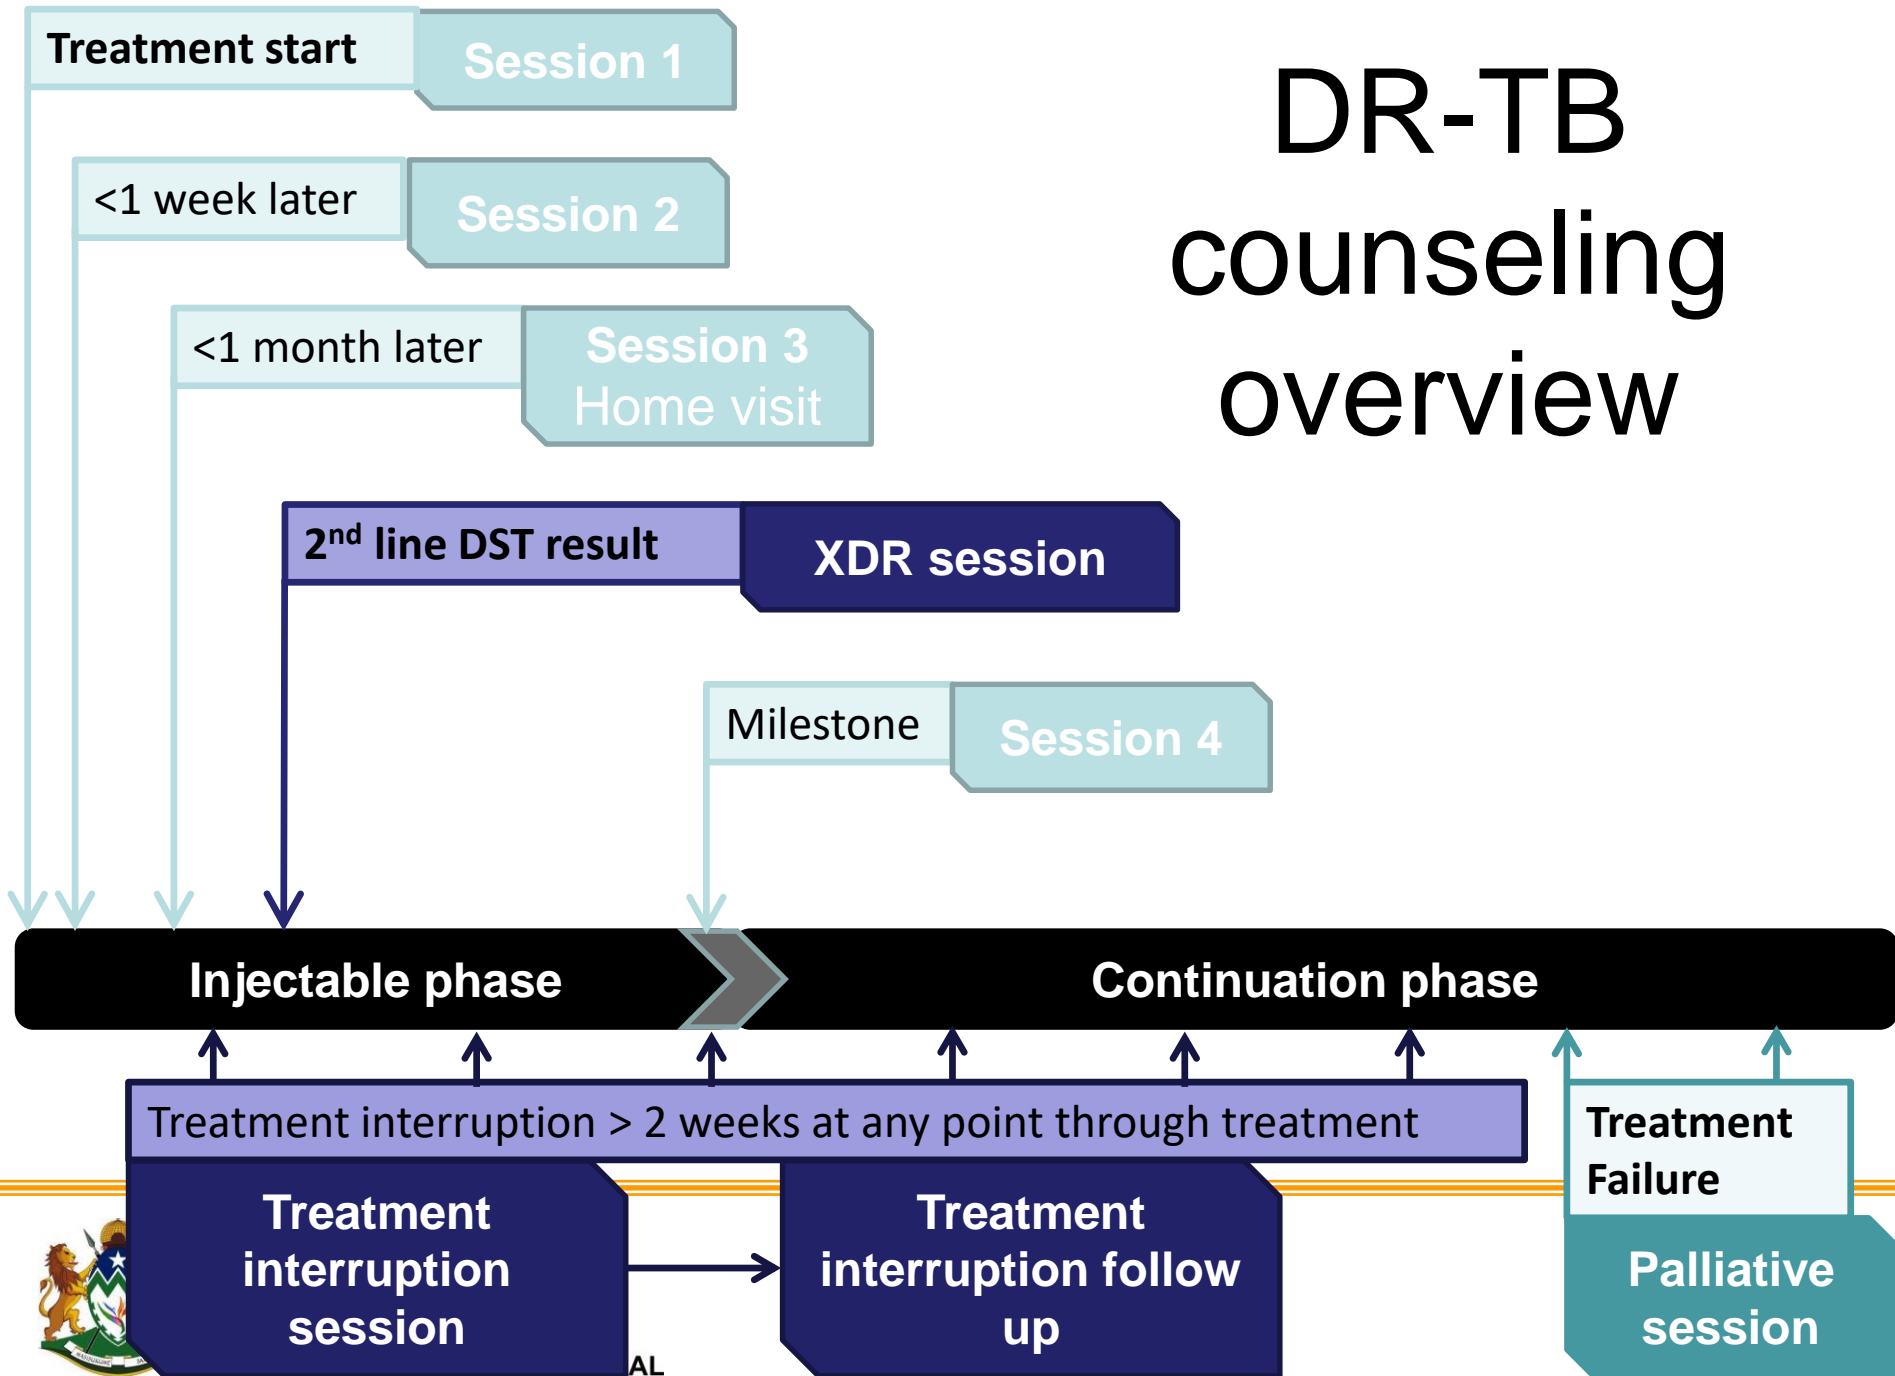 Treatment start
Session 1
DR-TB
counseling
overview
<1 week later
Session 2
<1 month later
Session 3
Home visit
2nd line DST result
XDR session
Milestone
Session 4
Injectable phase
Continuation phase
Treatment interruption > 2 weeks at any point through treatment
Treatment
Failure
Treatment
interruption
session
Treatment
interruption follow
up
Palliative
session
AL